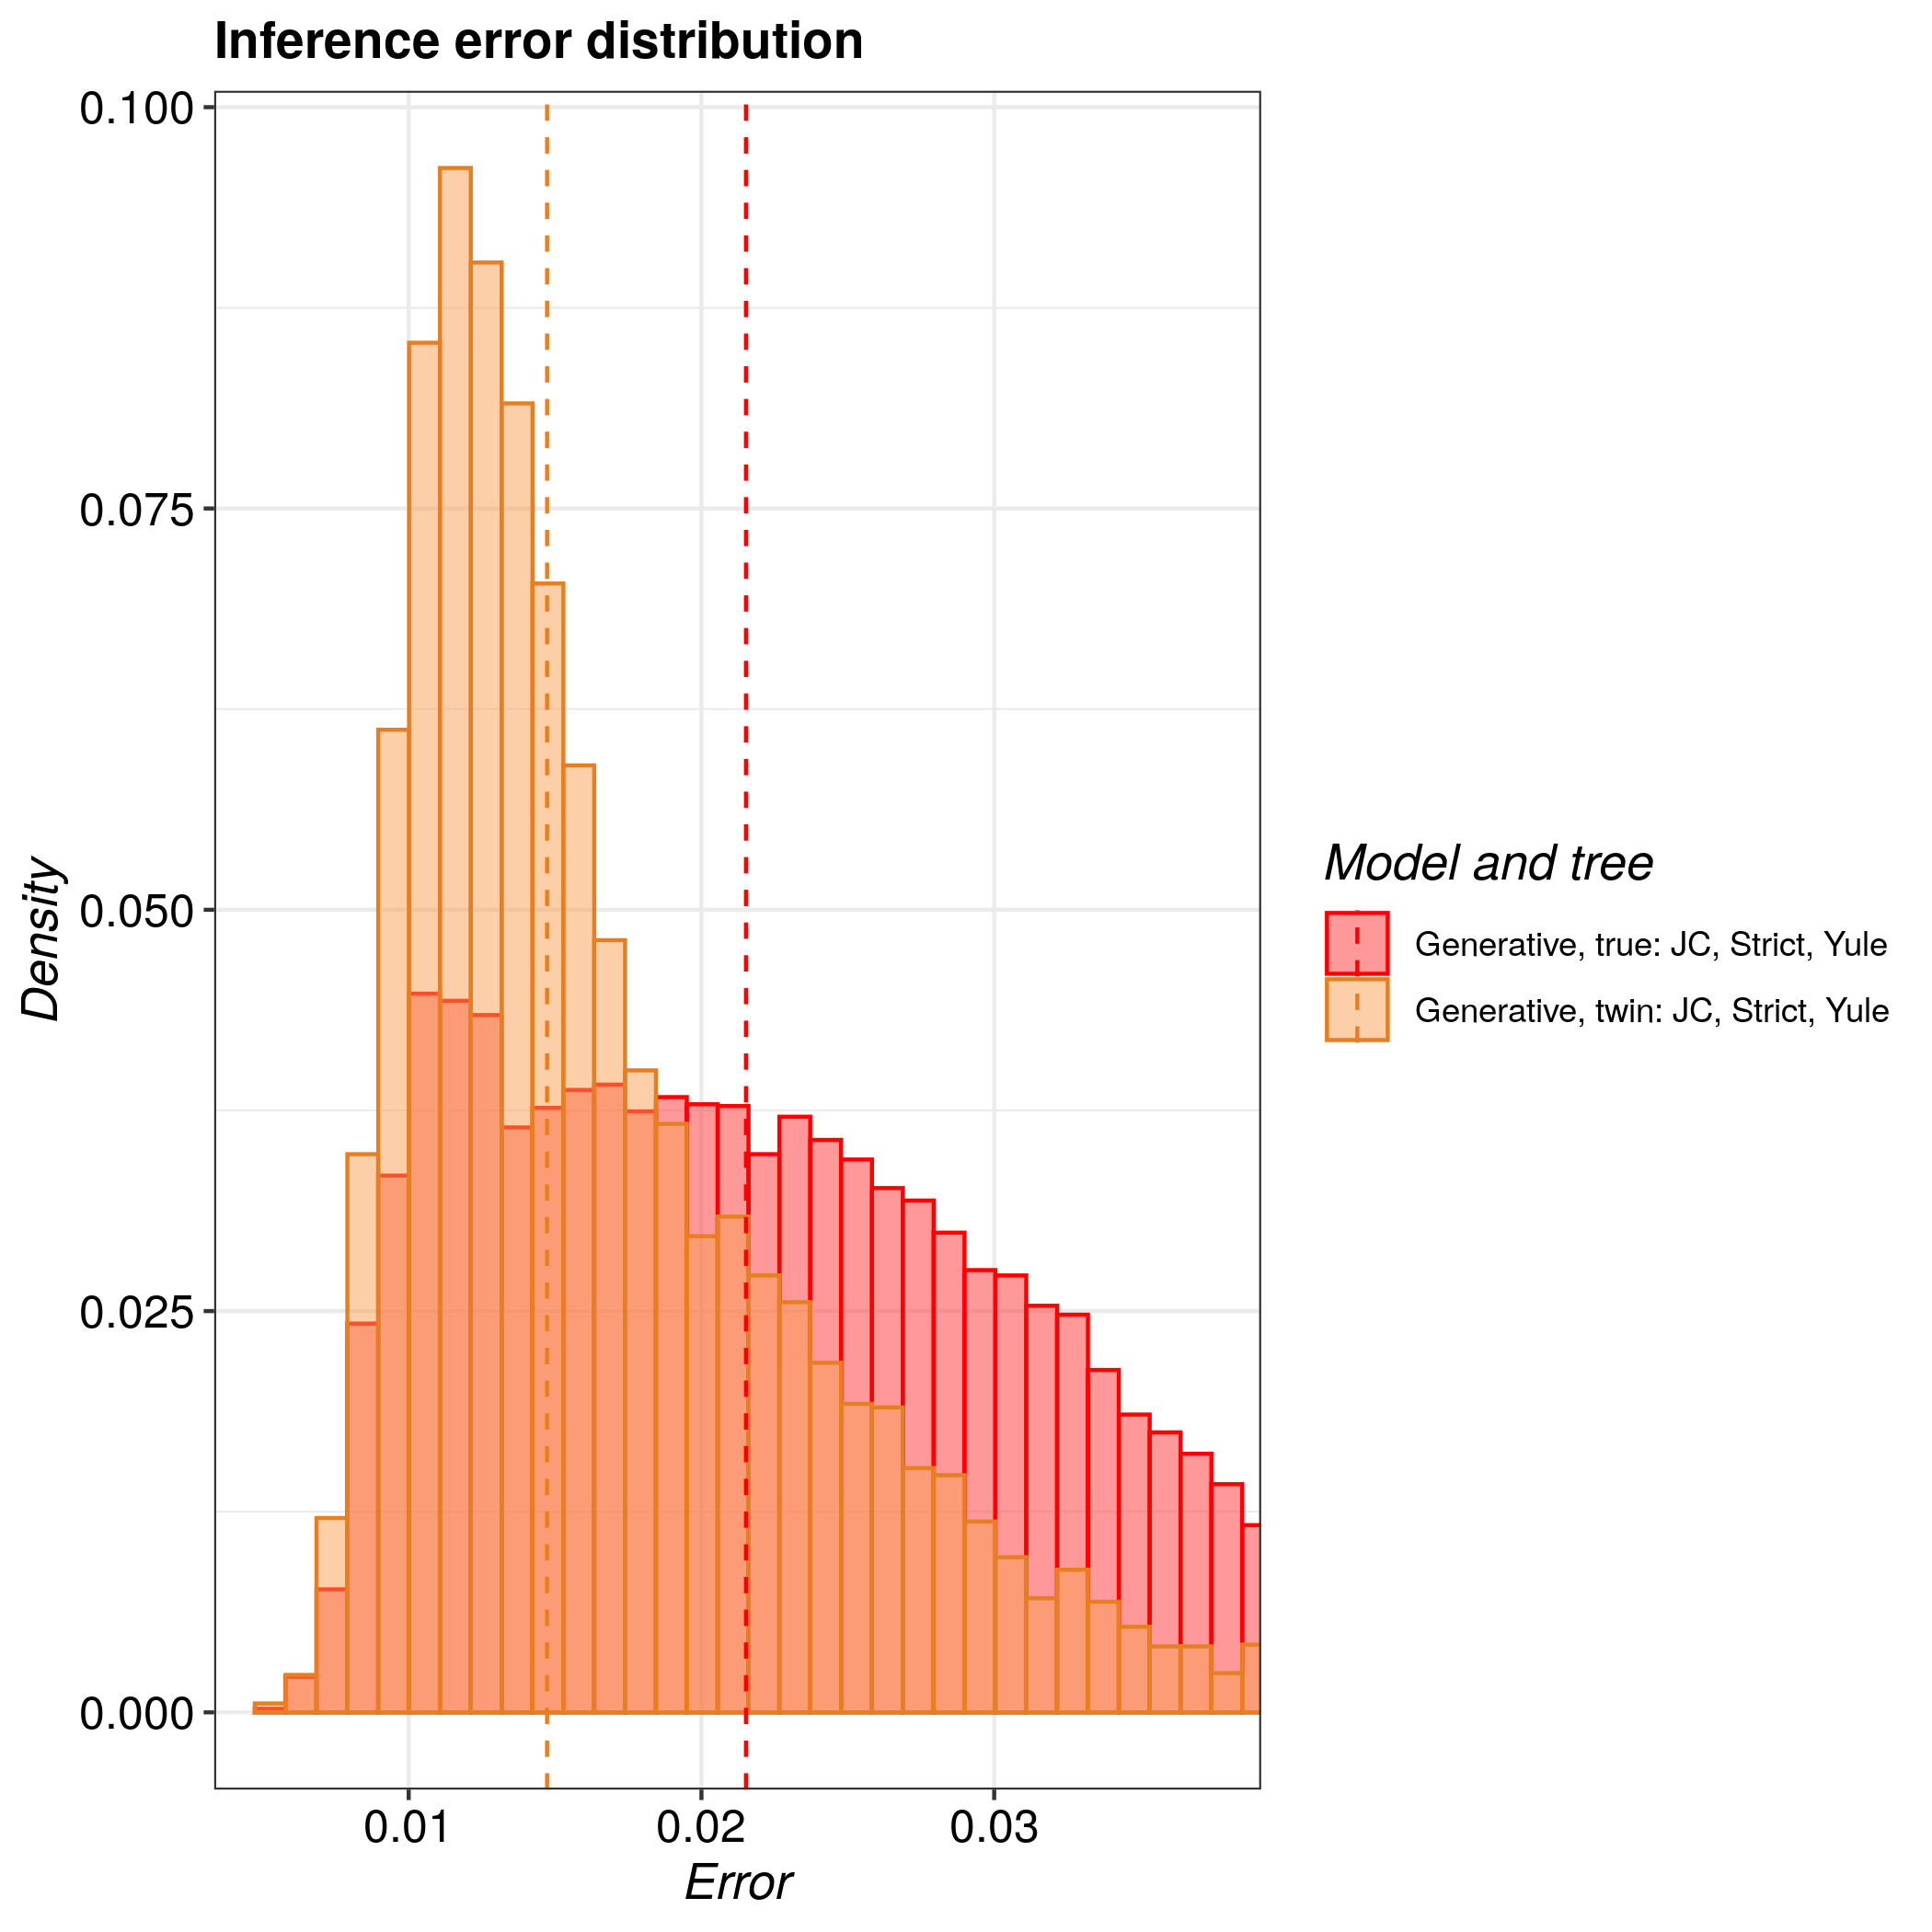 Inference error distribution
0.100
0.075
0.050
0.025
0.000
Density
0.01 0.02 0.03
Error
Model and tree
Generative, true: JC, Strict, Yule
Generative, twin: JC, Strict, Yule